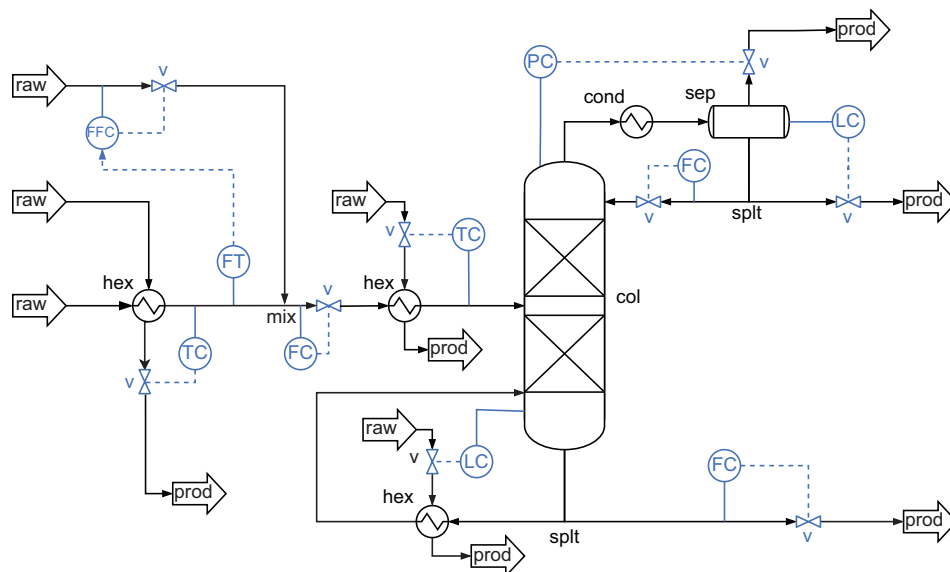 prod
PC
v
raw
v
cond
sep
FFC
LC
FC
raw
raw
prod
v
splt
v
v
TC
FT
hex
hex
v
raw
col
mix
prod
v
TC
FC
raw
v
LC
FC
prod
hex
v
prod
splt
prod